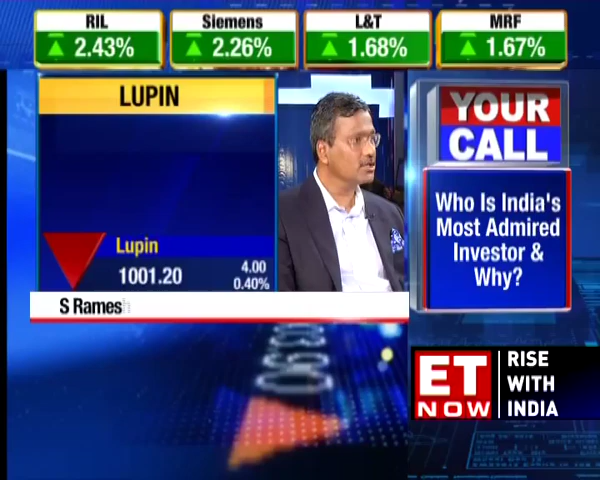 RIL
2.43%
Siemens
2.26%
L&T
1.68%
MRF
1.67%
LUPIN
Lupin
1001.20
4.00
0.40%
S Rames
YOUR
CALL
Who Is India's
Most Admired
Investor &
Why?
ET
NOW
RISE
WITH
INDIA